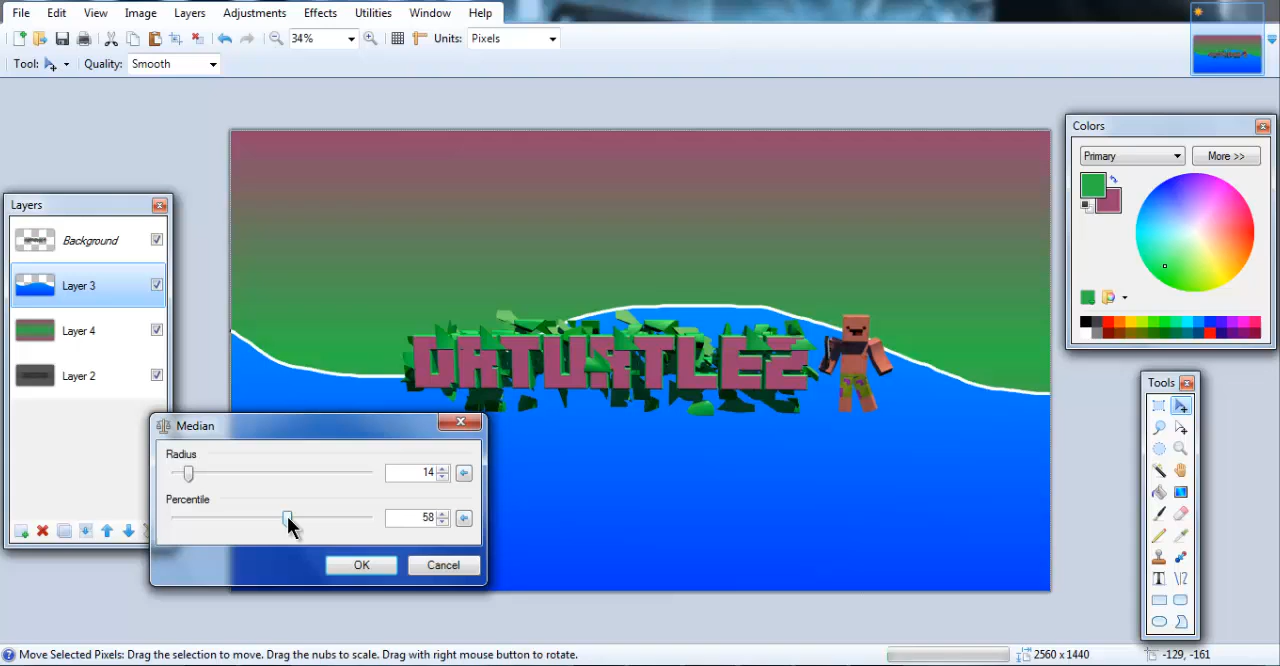 File Edit View Image Layers Adjustments Effects Utilities Window Help
34% Units: Pixels
Tool: Quality: Smooth
Colors
Primary More >>
Layers
Background
Layer 3
Layer 4
Layer 2
DATURTLEZ
Median
Radius
14
Percentile
58
OK Cancel
Tools
Move Selected Pixels: Drag the selection to move. Drag the nubs to scale. Drag with right mouse button to rotate. 2560 x 1440 -129, -161